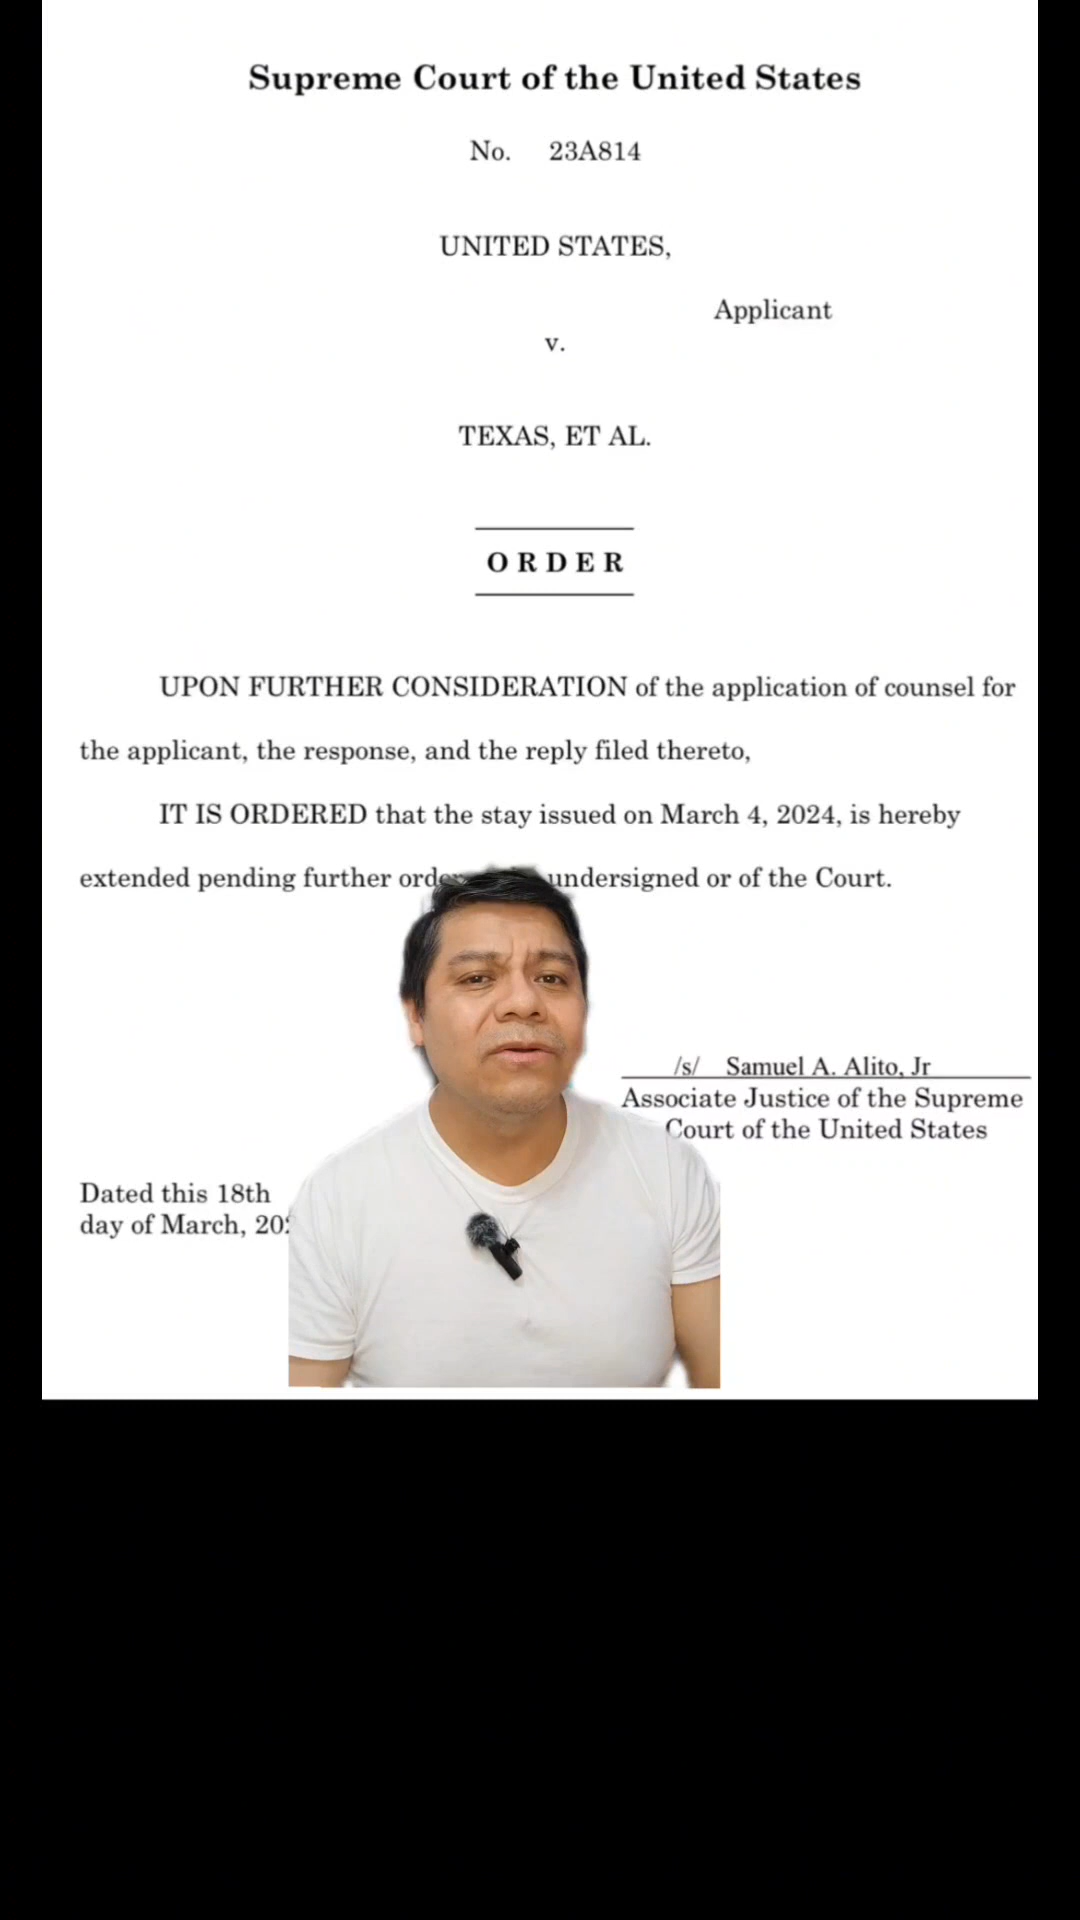 Supreme Court of the United States
No. 23A814
UNITED STATES,
Applicant
v.
TEXAS, ET AL.
ORDER
UPON FURTHER CONSIDERATION of the application of counsel for
the applicant, the response, and the reply filed thereto,
IT IS ORDERED that the stay issued on March 4, 2024, is hereby
extended pending further undersigned or of the Court.
/s/ Samuel A. Alito, Jr
Associate Justice of the Supreme
Court of the United States
Dated this 18th
day of March,